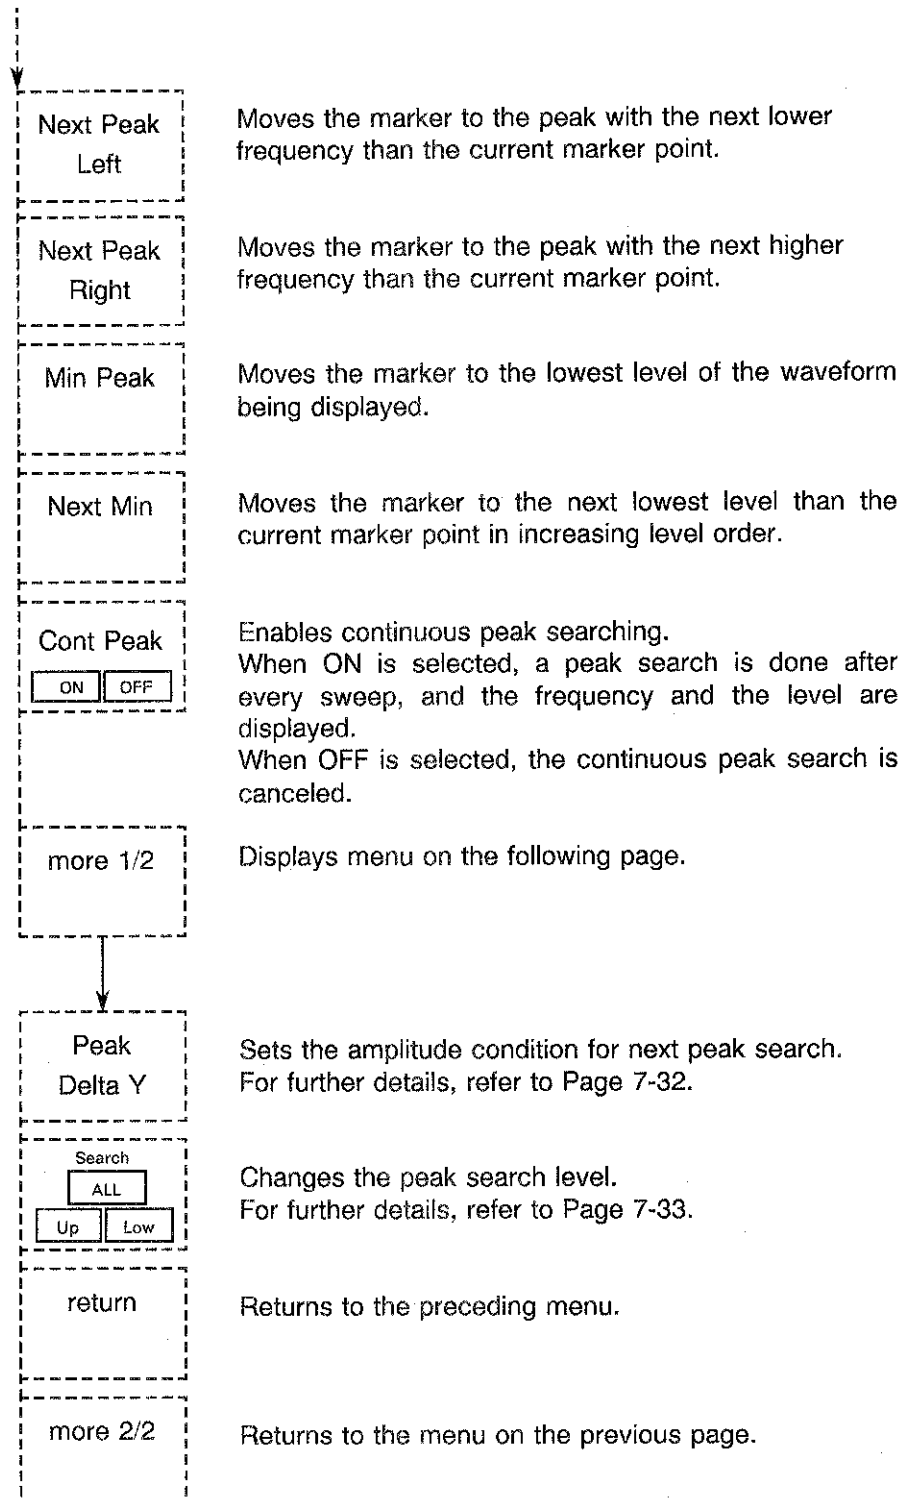 Next Peak
Left
Moves the marker to the peak with the next lower
frequency than the current marker point.
Next Peak
Right
Moves the marker to the peak with the next higher
frequency than the current marker point.
Min Peak
Moves the marker to the lowest level of the waveform
being displayed.
Next Min
Moves the marker to the next lowest level than the
current marker point in increasing level order.
Cont Peak
ON OFF
Enables continuous peak searching.
When ON is selected, a peak search is done after
every sweep, and the frequency and the level are
displayed.
When OFF is selected, the continuous peak search is
canceled.
more 1/2
Displays menu on the following page.
Peak
Delta Y
Sets the amplitude condition for next peak search.
For further details, refer to Page 7-32.
Search
ALL
Up Low
Changes the peak search level.
For further details, refer to Page 7-33.
return
Returns to the preceding menu.
more 2/2
Returns to the menu on the previous page.